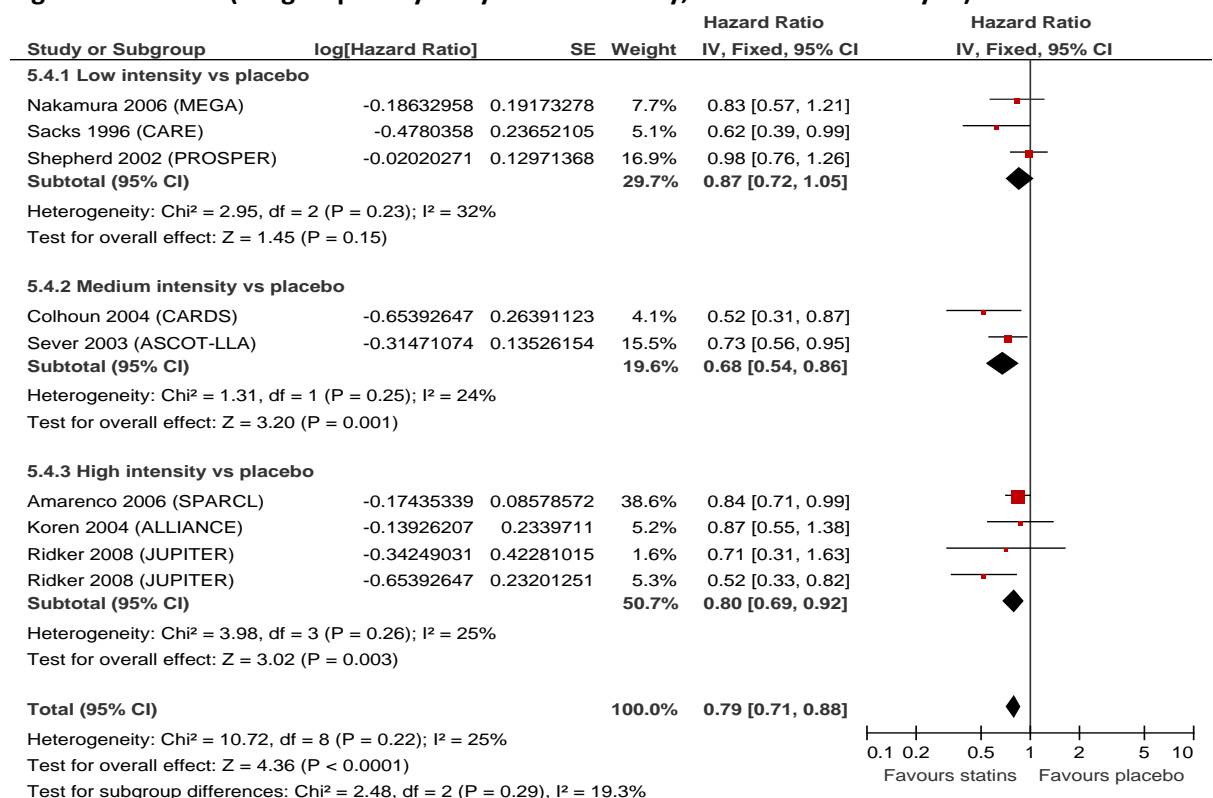 Hazard Ratio Hazard Ratio
Study or Subgroup log[Hazard Ratio] SE Weight IV, Fixed, 95% CI IV, Fixed, 95% CI
5.4.1 Low intensity vs placebo
Nakamura 2006 (MEGA) -0.18632958 0.19173278 7.7% 0.83 [0.57, 1.21]
Sacks 1996 (CARE) -0.4780358 0.23652105 5.1% 0.62 [0.39, 0.99]
Shepherd 2002 (PROSPER) -0.02020271 0.12971368 16.9% 0.98 [0.76, 1.26]
Subtotal (95% CI) 29.7% 0.87 [0.72, 1.05]
Heterogeneity: Chi² = 2.95, df = 2 (P = 0.23); I² = 32%
Test for overall effect: Z = 1.45 (P = 0.15)
5.4.2 Medium intensity vs placebo
Colhoun 2004 (CARDS) -0.65392647 0.26391123 4.1% 0.52 [0.31, 0.87]
Sever 2003 (ASCOT-LLA) -0.31471074 0.13526154 15.5% 0.73 [0.56, 0.95]
Subtotal (95% CI) 19.6% 0.68 [0.54, 0.86]
Heterogeneity: Chi² = 1.31, df = 1 (P = 0.25); I² = 24%
Test for overall effect: Z = 3.20 (P = 0.001)
5.4.3 High intensity vs placebo
Amarenco 2006 (SPARCL) -0.17435339 0.08578572 38.6% 0.84 [0.71, 0.99]
Koren 2004 (ALLIANCE) -0.13926207 0.2339711 5.2% 0.87 [0.55, 1.38]
Ridker 2008 (JUPITER) -0.34249031 0.42281015 1.6% 0.71 [0.31, 1.63]
Ridker 2008 (JUPITER) -0.65392647 0.23201251 5.3% 0.52 [0.33, 0.82]
Subtotal (95% CI) 50.7% 0.80 [0.69, 0.92]
Heterogeneity: Chi² = 3.98, df = 3 (P = 0.26); I² = 25%
Test for overall effect: Z = 3.02 (P = 0.003)
Total (95% CI) 100.0% 0.79 [0.71, 0.88]
Heterogeneity: Chi² = 10.72, df = 8 (P = 0.22); I² = 25%
Test for overall effect: Z = 4.36 (P < 0.0001)
Test for subgroup differences: Chi² = 2.48, df = 2 (P = 0.29), I² = 19.3%
0.1 0.2 0.5 1 2 5 10
Favours statins Favours placebo